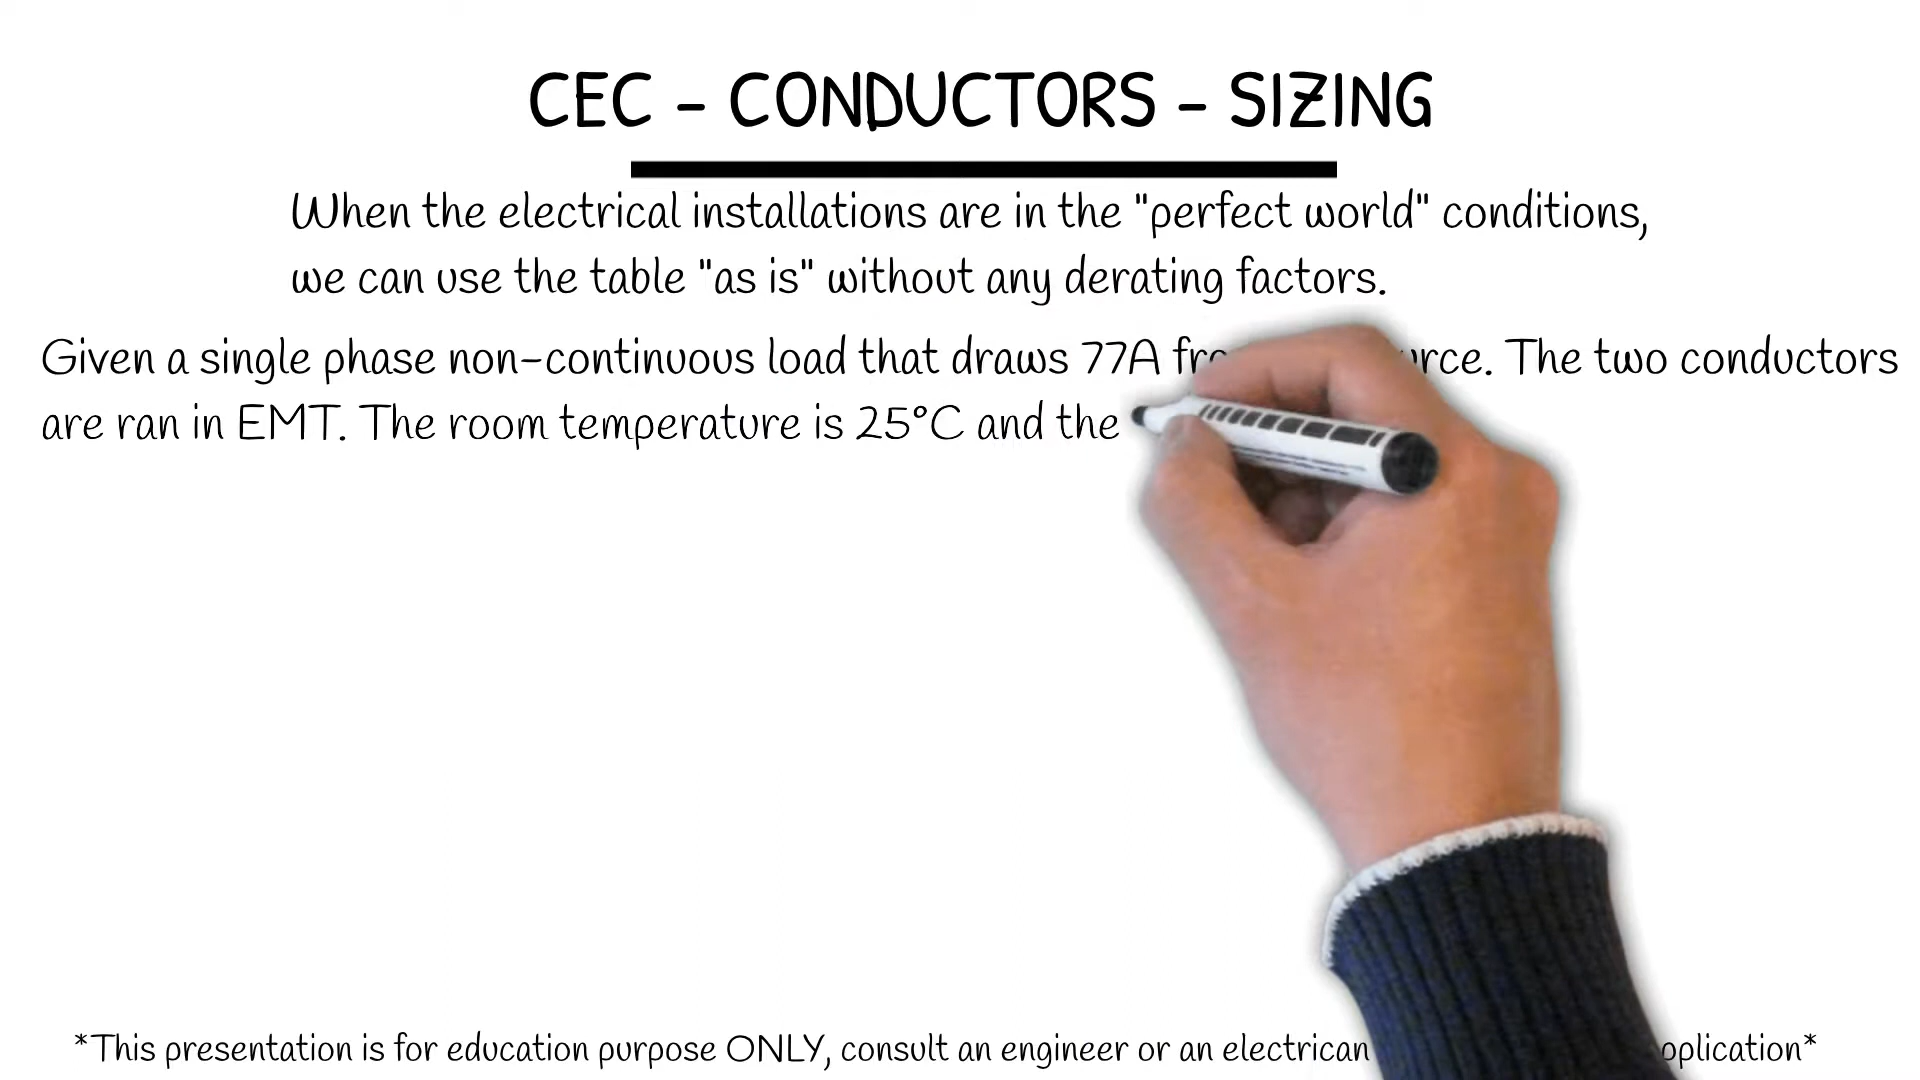 CEC - CONDUCTORS - SIZING
When the electrical installations are in the "perfect world" conditions,
we can use the table "as is" without any derating factors.
Given a single phase non-continuous load that draws 77A The two conductors
are ran in EMT. The room temperature is 25°C and the
*This presentation is for education purpose ONLY, consult an engineer or an electrican